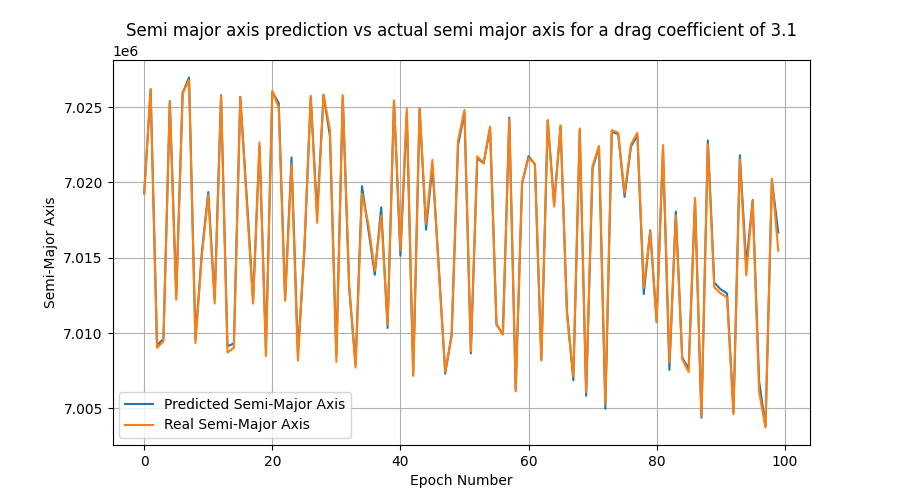 Semi major axis prediction vs actual semi major axis for a drag coefficient of 3.1
1e6
7.025
7.020
7.015
7.010
7.005
Semi-Major Axis
Predicted Semi-Major Axis
Real Semi-Major Axis
0 20 40 60 80 100
Epoch Number